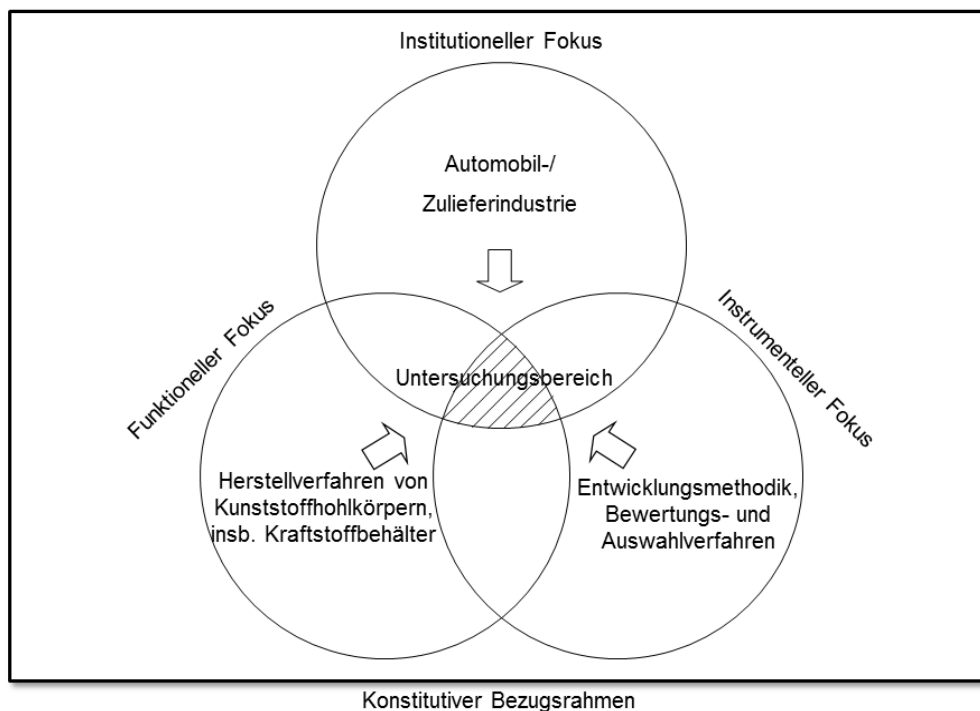 Institutioneller Fokus
Automobil-/
Zulieferindustrie
Funktioneller Fokus
Instrumenteller Fokus
Untersuchungsbereich
Herstellverfahren von
Kunststoffhohlkörpern,
insb. Kraftstoffbehälter
Entwicklungsmethodik,
Bewertungs- und
Auswahlverfahren
Konstitutiver Bezugsrahmen